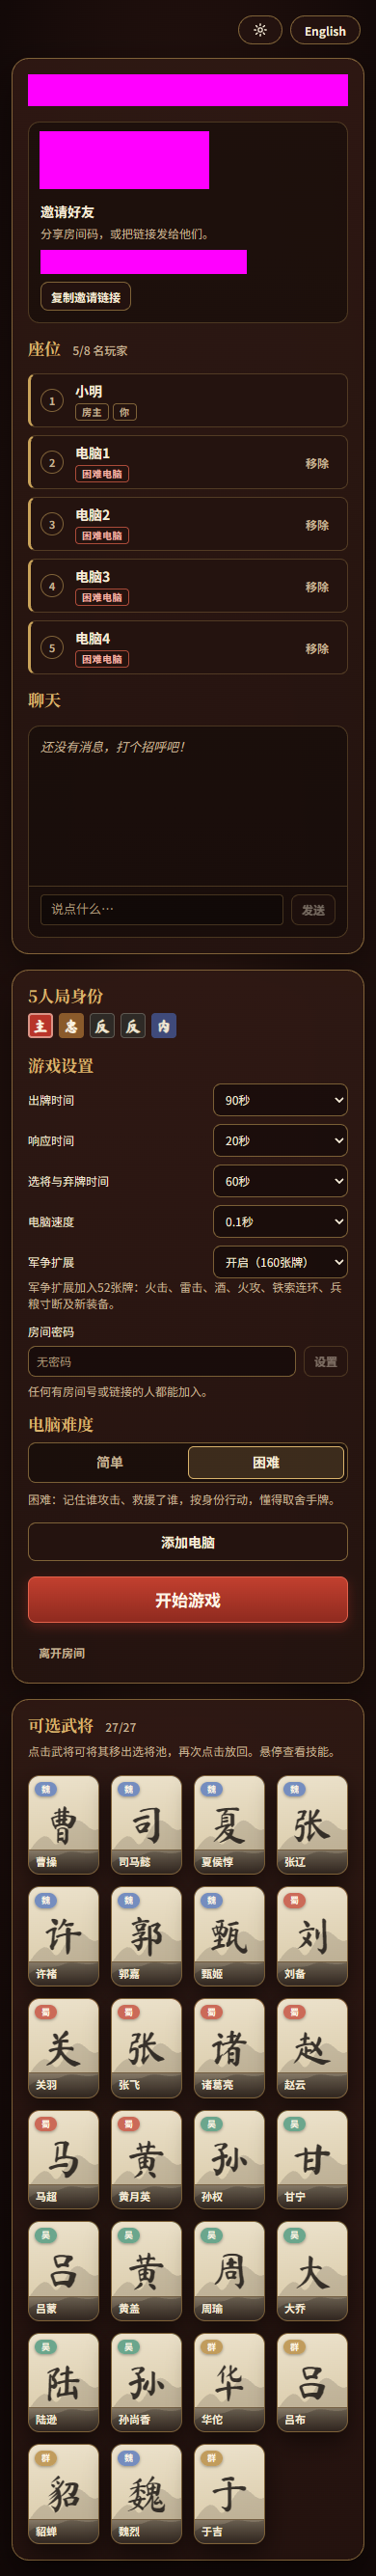 English
邀请好友
分享房间码，或把链接发给他们。
复制邀请链接
座位 5/8 名玩家
1 小明
房主 你
2 电脑1
困难电脑 移除
3 电脑2
困难电脑 移除
4 电脑3
困难电脑 移除
5 电脑4
困难电脑 移除
聊天
还没有消息，打个招呼吧！
说点什么… 发送
5人局身份
主 忠 反 反 内
游戏设置
出牌时间 90秒
响应时间 20秒
选将与弃牌时间 60秒
电脑速度 0.1秒
军争扩展 开启（160张牌）
军争扩展加入52张牌：火击、雷击、酒、火攻、铁索连环、兵
粮寸断及新装备。
房间密码
无密码 设置
任何有房间号或链接的人都能加入。
电脑难度
简单 困难
困难：记住谁攻击、救援了谁，按身份行动，懂得取舍手牌。
添加电脑
开始游戏
离开房间
可选武将 27/27
点击武将可将其移出选将池，再次点击放回。悬停查看技能。
魏 魏 魏 魏
曹 司 夏 张
曹操 司马懿 夏侯惇 张辽
魏 魏 魏 蜀
许 郭 甄 刘
许褚 郭嘉 甄姬 刘备
蜀 蜀 蜀 蜀
关 张 诸 赵
关羽 张飞 诸葛亮 赵云
蜀 蜀 吴 吴
马 黄 孙 甘
马超 黄月英 孙权 甘宁
吴 吴 吴 吴
吕 黄 周 大
吕蒙 黄盖 周瑜 大乔
吴 吴 群 群
陆 孙 华 吕
陆逊 孙尚香 华佗 吕布
群 魏 群
貂 魏 于
貂蝉 魏烈 于吉